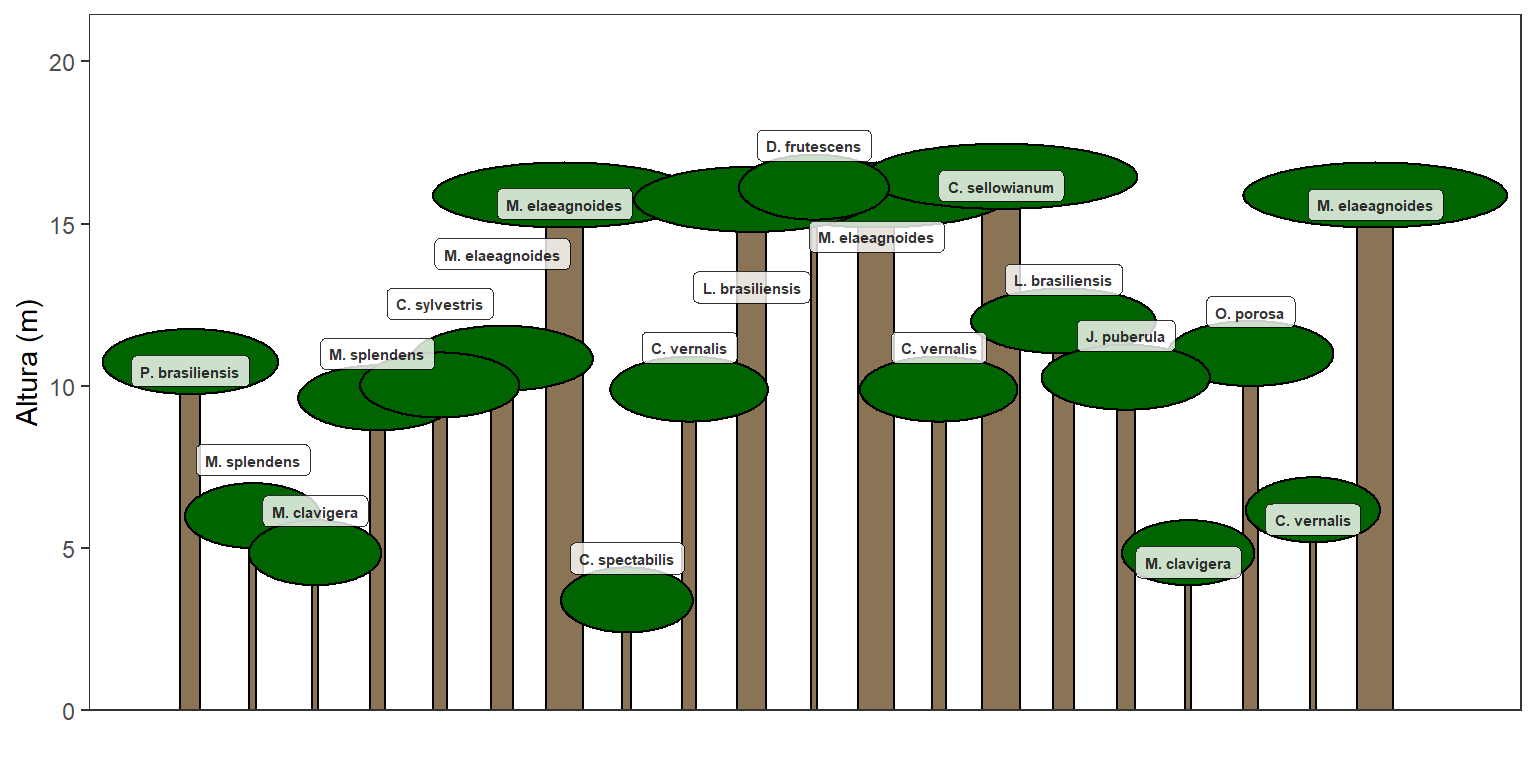 Altura (m)
20
15
10
5
0
D. frutescens
C. sellowianum
M. elaeagnoides
M. elaeagnoides
M. elaeagnoides
M. elaeagnoides
L. brasiliensis
L. brasiliensis
C. sylvestris
O. porosa
J. puberula
M. splendens
C. vernalis
C. vernalis
P. brasiliensis
M. splendens
M. clavigera
C. vernalis
C. spectabilis
M. clavigera